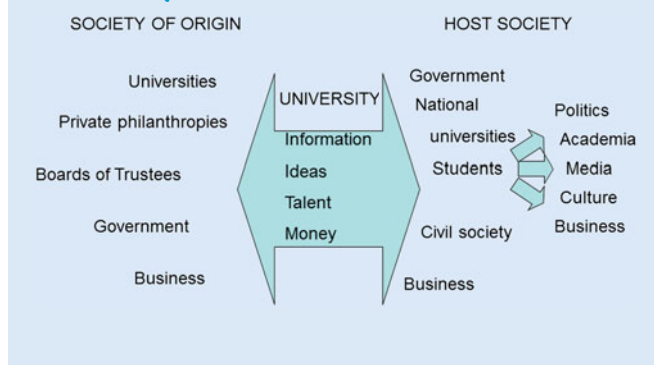 SOCIETY OF ORIGIN
HOST SOCIETY
Universities
Private philanthropies
Boards of Trustees
Government
Business
UNIVERSITY
Information
Ideas
Talent
Money
Government
National
universities
Students
Civil society
Business
Politics
Academia
Media
Culture
Business